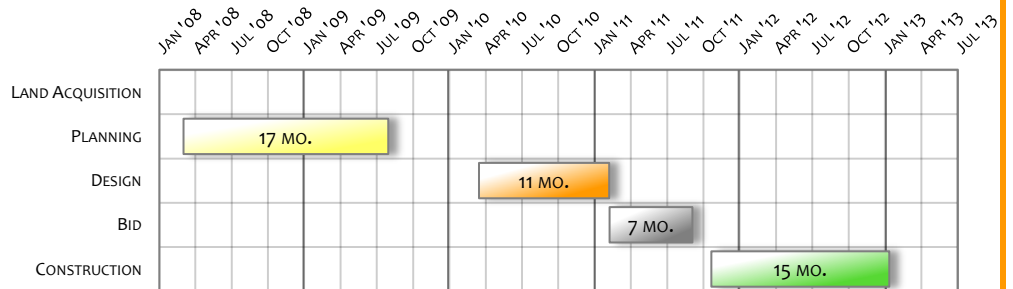 JAN '08 APR '08 JUL '08 OCT '08 JAN '09 APR '09 JUL '09 OCT '09 JAN '10 APR '10 JUL '10 OCT '10 JAN '11 APR '11 JUL '11 OCT '11 JAN '12 APR '12 JUL '12 OCT '12 JAN '13 APR '13 JUL '13
LAND ACQUISITION
PLANNING 17 MO.
DESIGN 11 MO.
BID 7 MO.
CONSTRUCTION 15 MO.